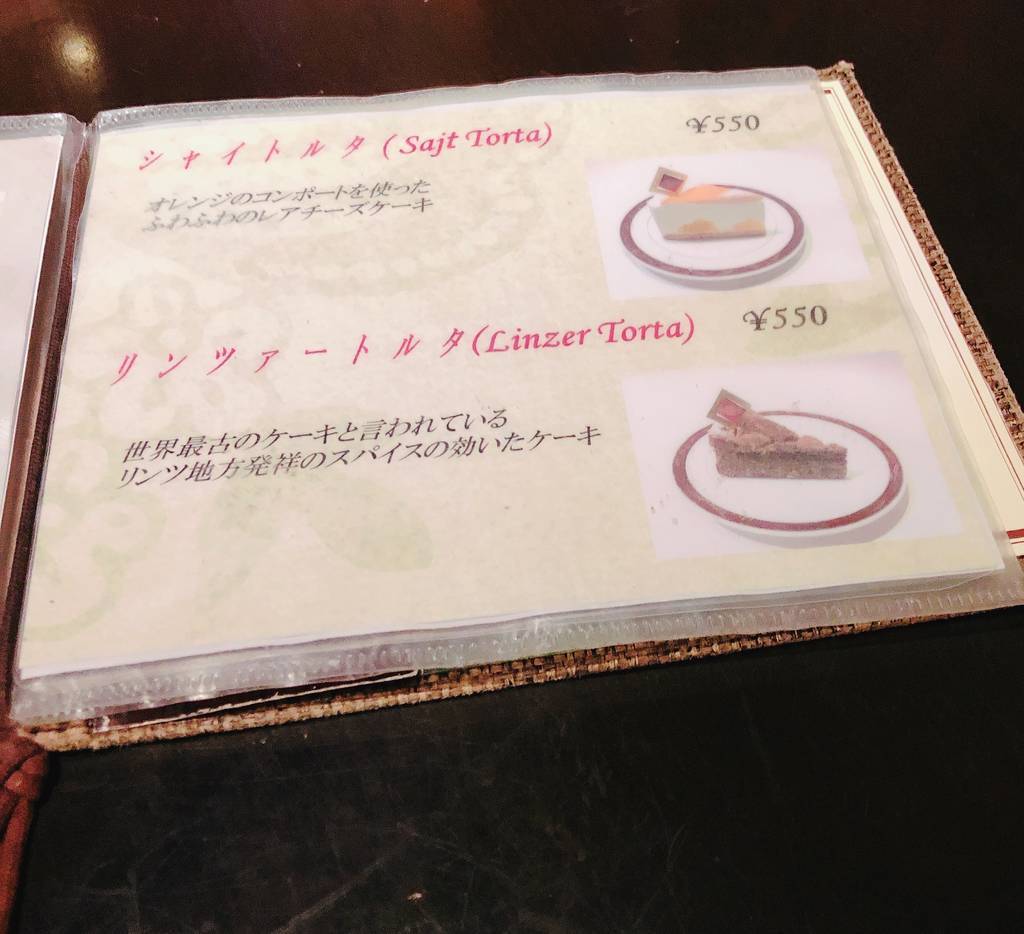 シャイトルタ (Sajt Torta)
¥550
オレンジのコンポートを使った
ふわふわのレアチーズケーキ
リンツァートルタ(Linzer Torta)
¥550
世界最古のケーキと言われている
リンツ地方発祥のスパイスの効いたケーキ